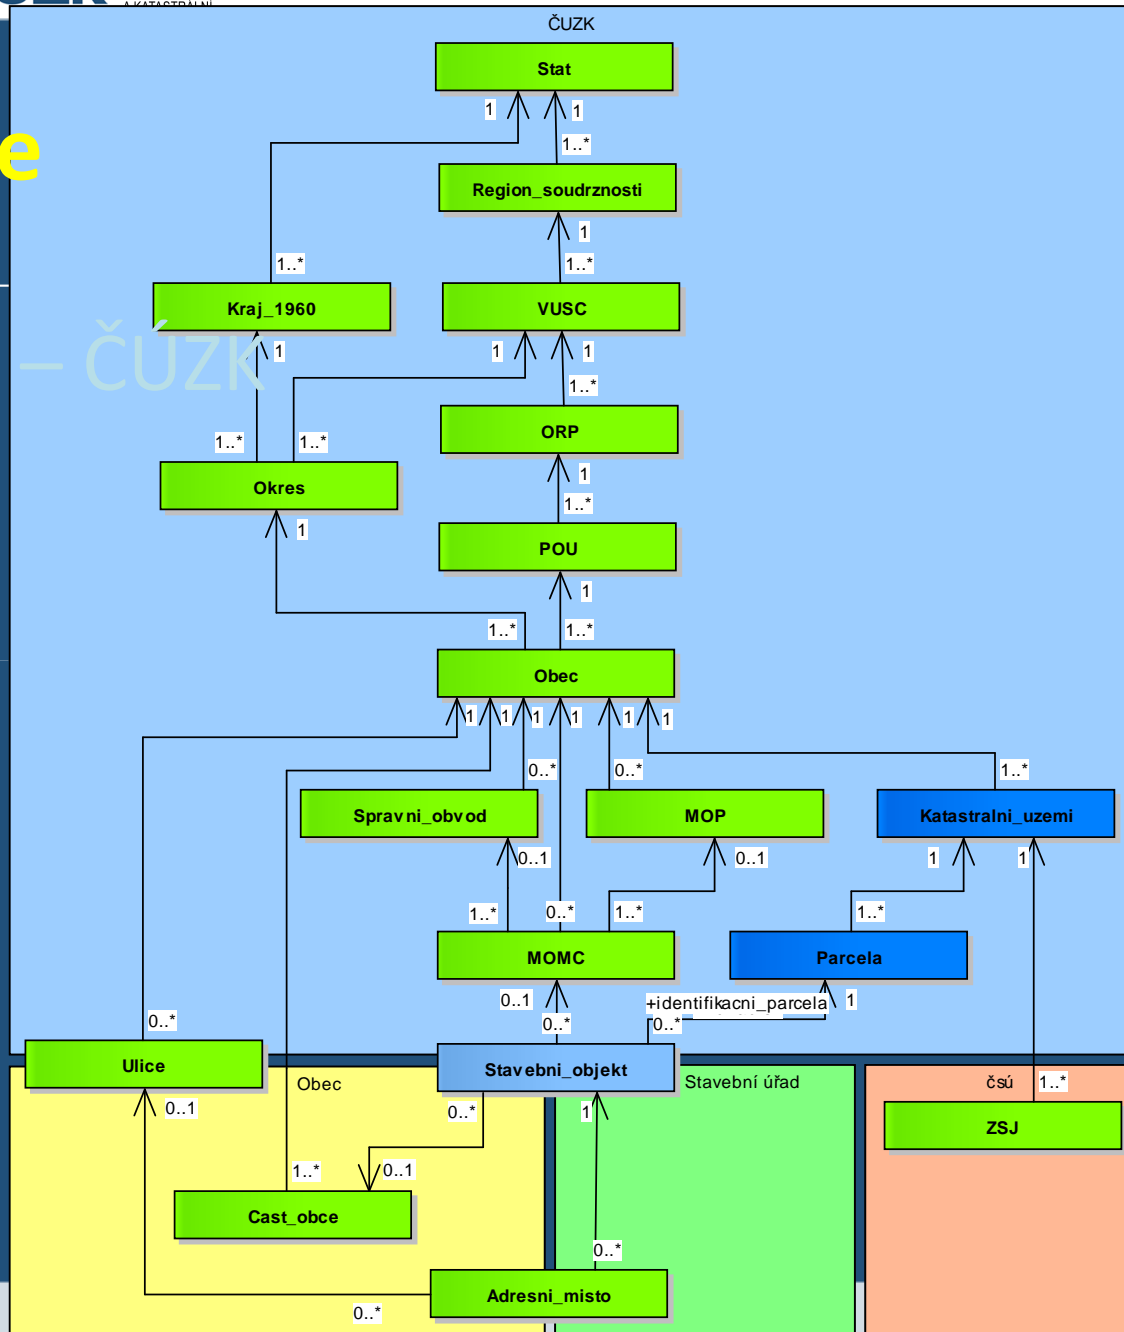 A KATASTRÁLNÍ
ČUZK
Stat
1
1
1..*
e
Region_soudrznosti
1
1..*
1..*
Kraj_1960
VUSC
– ČÚZK
1
1
1
1..*
ORP
1..*
1..*
1
Okres
1..*
1
POU
1
1..*
1..*
Obec
1
1
1
1
1
1
0..*
0..*
1..*
Spravni_obvod
MOP
Katastralni_uzemi
0..1
0..1
1
1
1..*
0..*
1..*
1..*
MOMC
Parcela
0..1
+identifikacni_parcela
1
0..*
0..*
0..*
Ulice
Stavebni_objekt
Obec
Stavební úřad
čsú
1..*
0..1
0..*
1
ZSJ
1..*
0..1
Cast_obce
0..*
Adresni_misto
0..*